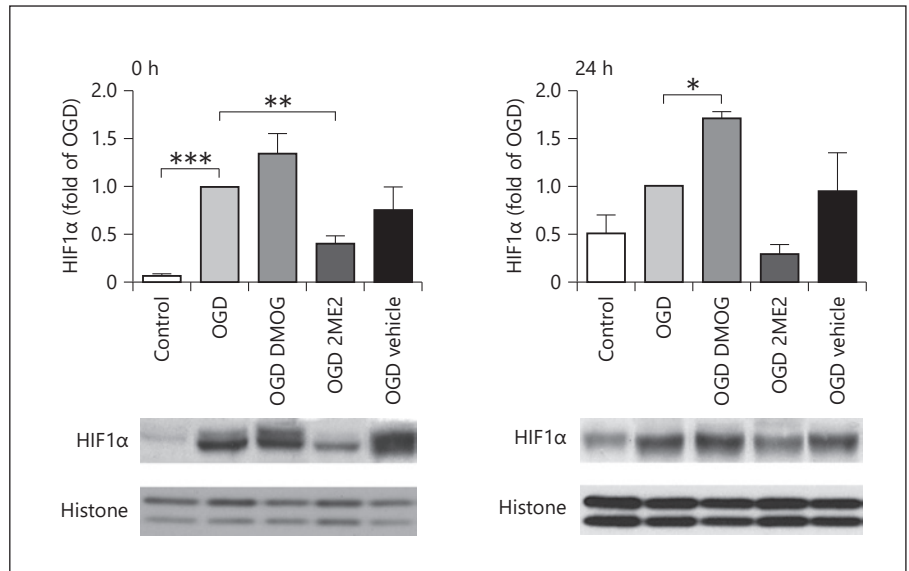 0 h
HIF1α (fold of OGD)
2.0
1.5
1.0
0.5
0
***
**
Control
OGD
OGD DMOG
OGD 2ME2
OGD vehicle
HIF1α
Histone
24 h
HIF1α (fold of OGD)
2.0
1.5
1.0
0.5
0
*
Control
OGD
OGD DMOG
OGD 2ME2
OGD vehicle
HIF1α
Histone